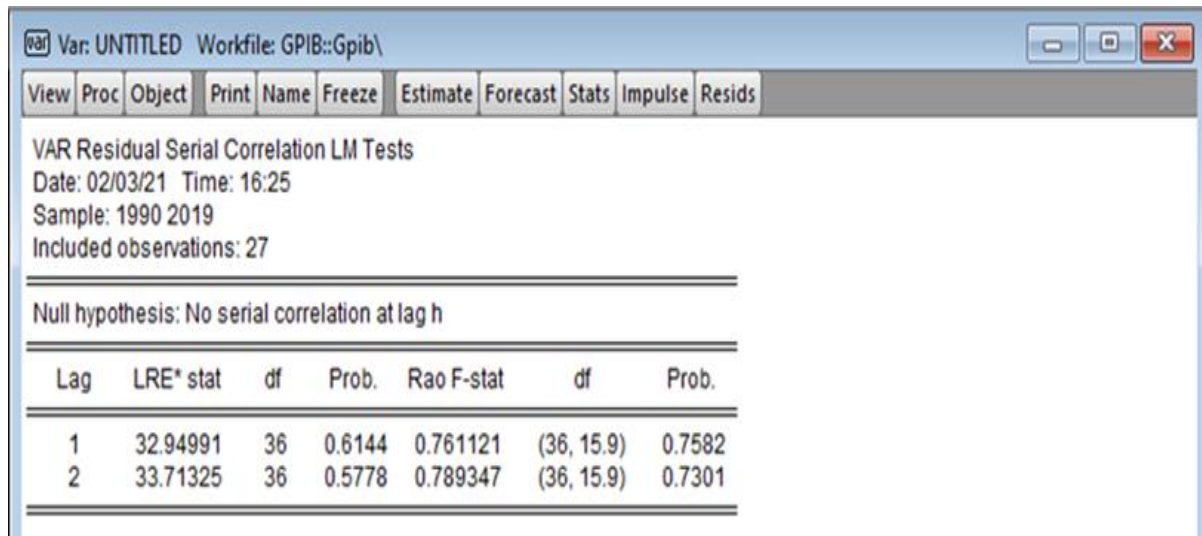 var Var: UNTITLED Workfile: GPIB::Gpib\
View Proc Object Print Name Freeze Estimate Forecast Stats Impulse Resids
VAR Residual Serial Correlation LM Tests
Date: 02/03/21 Time: 16:25
Sample: 1990 2019
Included observations: 27
Null hypothesis: No serial correlation at lag h
Lag LRE* stat df Prob. Rao F-stat df Prob.
1 32.94991 36 0.6144 0.761121 (36, 15.9) 0.7582
2 33.71325 36 0.5778 0.789347 (36, 15.9) 0.7301